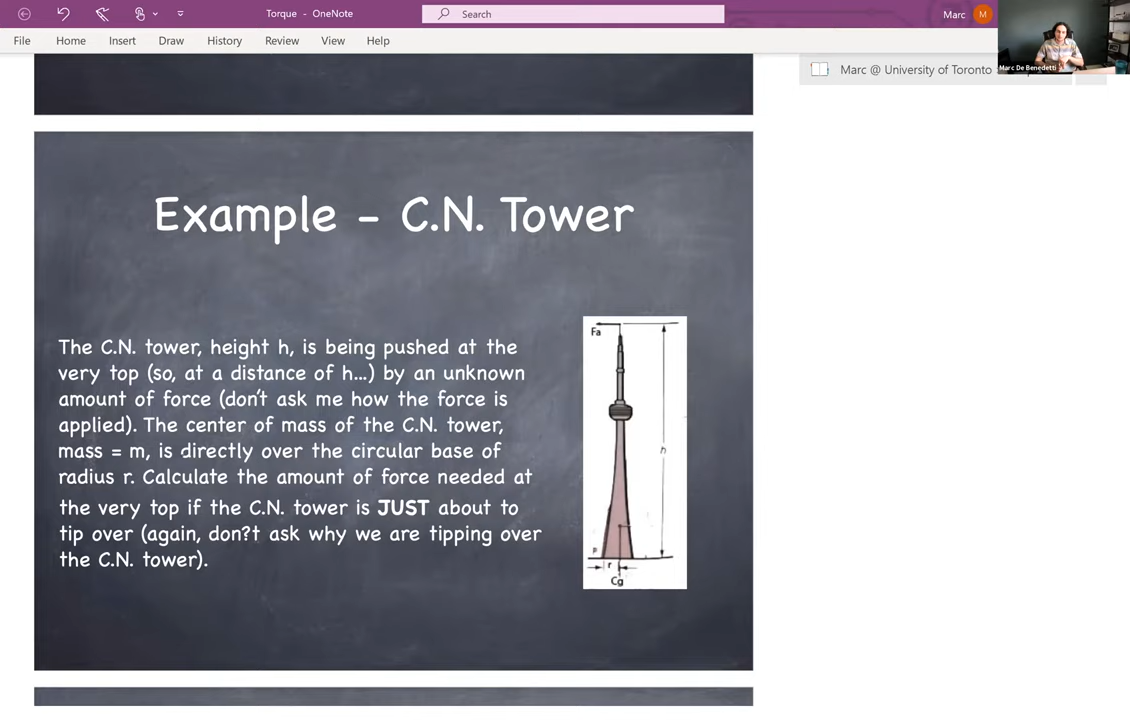 Torque - OneNote
Search
Marc
M
File Home Insert Draw History Review View Help
Marc @ University of Toronto
Marc De Benedetti
Example - C.N. Tower
The C.N. tower, height h, is being pushed at the
very top (so, at a distance of h...) by an unknown
amount of force (don't ask me how the force is
applied). The center of mass of the C.N. tower,
mass = m, is directly over the circular base of
radius r. Calculate the amount of force needed at
the very top if the C.N. tower is JUST about to
tip over (again, don?t ask why we are tipping over
the C.N. tower).
Fa
h
P
r
Cg